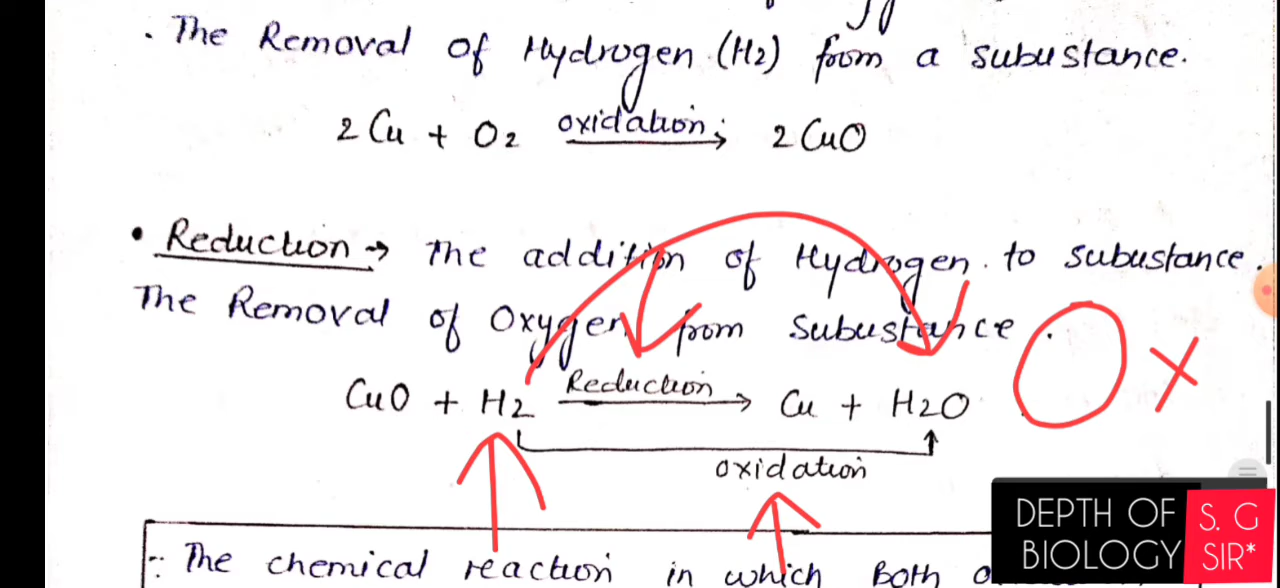 . The Removal of Hydrogen (H2) from a subustance.
2 Cu + O2 oxidation; 2 CuO
• Reduction → The addition of Hydrogen. to subustance.
The Removal of Oxygen from Subustance.
CuO + H2 Reduction → Cu + H2O
OX
oxidation
∵ The chemical reaction in which Both
DEPTH OF BIOLOGY
S. G SIR*